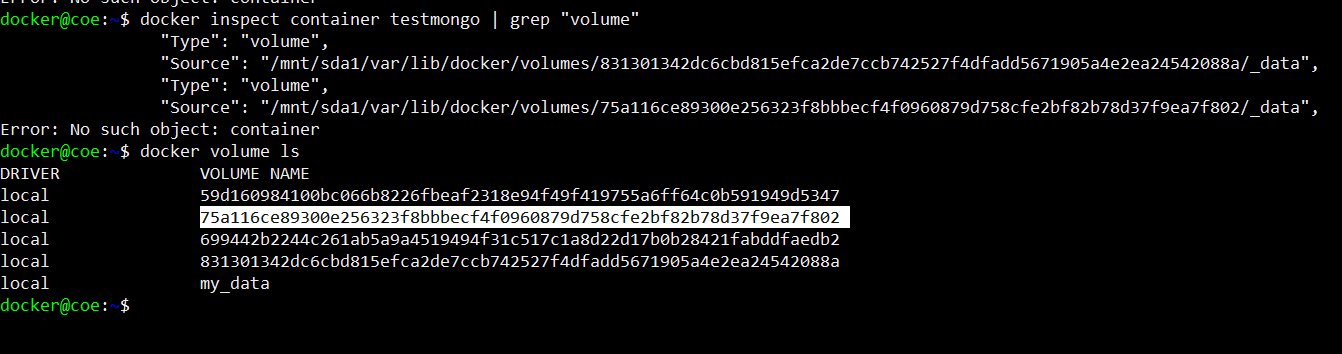 Error: No such object: container
docker@coe:~$ docker inspect container testmongo | grep "volume"
                "Type": "volume",
                "Source": "/mnt/sda1/var/lib/docker/volumes/831301342dc6cbd815efca2de7ccb742527f4dfadd5671905a4e2ea24542088a/_data",
                "Type": "volume",
                "Source": "/mnt/sda1/var/lib/docker/volumes/75a116ce89300e256323f8bbbecf4f0960879d758cfe2bf82b78d37f9ea7f802/_data",
Error: No such object: container
docker@coe:~$ docker volume ls
DRIVER              VOLUME NAME
local               59d160984100bc066b8226fbeaf2318e94f49f419755a6ff64c0b591949d5347
local               75a116ce89300e256323f8bbbecf4f0960879d758cfe2bf82b78d37f9ea7f802
local               699442b2244c261ab5a9a4519494f31c517c1a8d22d17b0b28421fabddfaedb2
local               831301342dc6cbd815efca2de7ccb742527f4dfadd5671905a4e2ea24542088a
local               my_data
docker@coe:~$